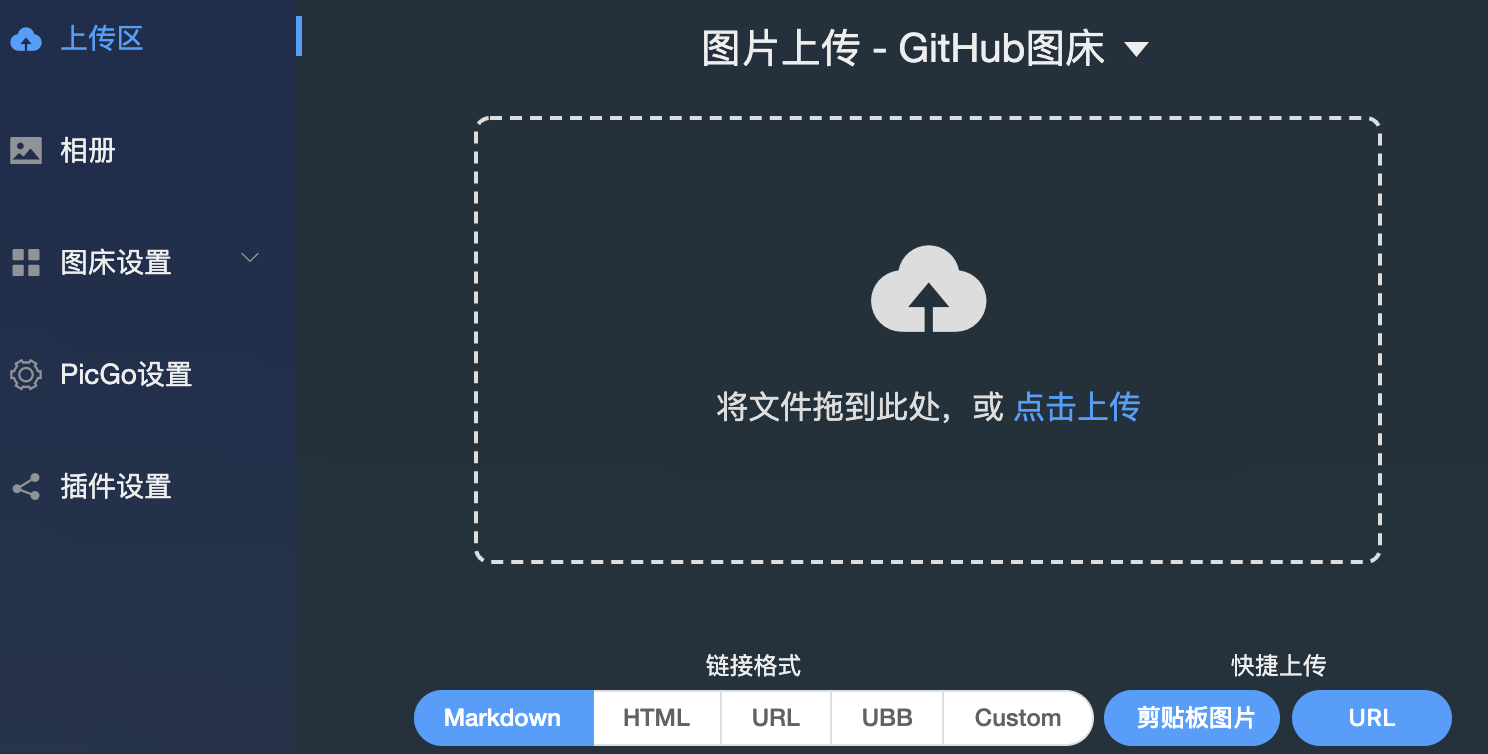 上传区
相册
图床设置
PicGo设置
插件设置
图片上传 - GitHub图床
将文件拖到此处，或 点击上传
链接格式
Markdown HTML URL UBB Custom
快捷上传
剪贴板图片 URL